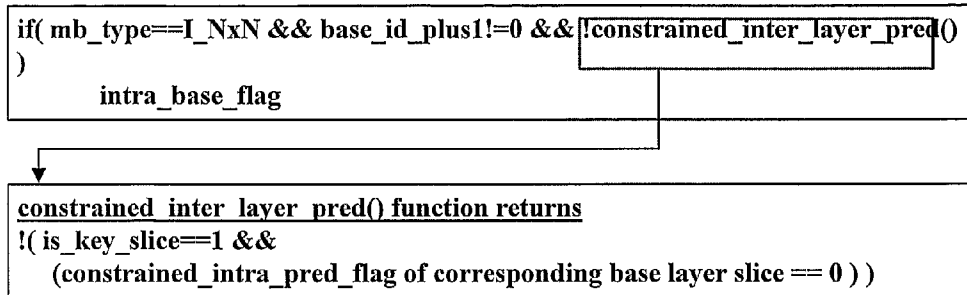 if( mb_type==I_NxN && base_id_plus1!=0 && !constrained_inter_layer_pred()
)
intra_base_flag
constrained_inter_layer_pred() function returns
!( is_key_slice==1 &&
(constrained_intra_pred_flag of corresponding base layer slice == 0 ) )